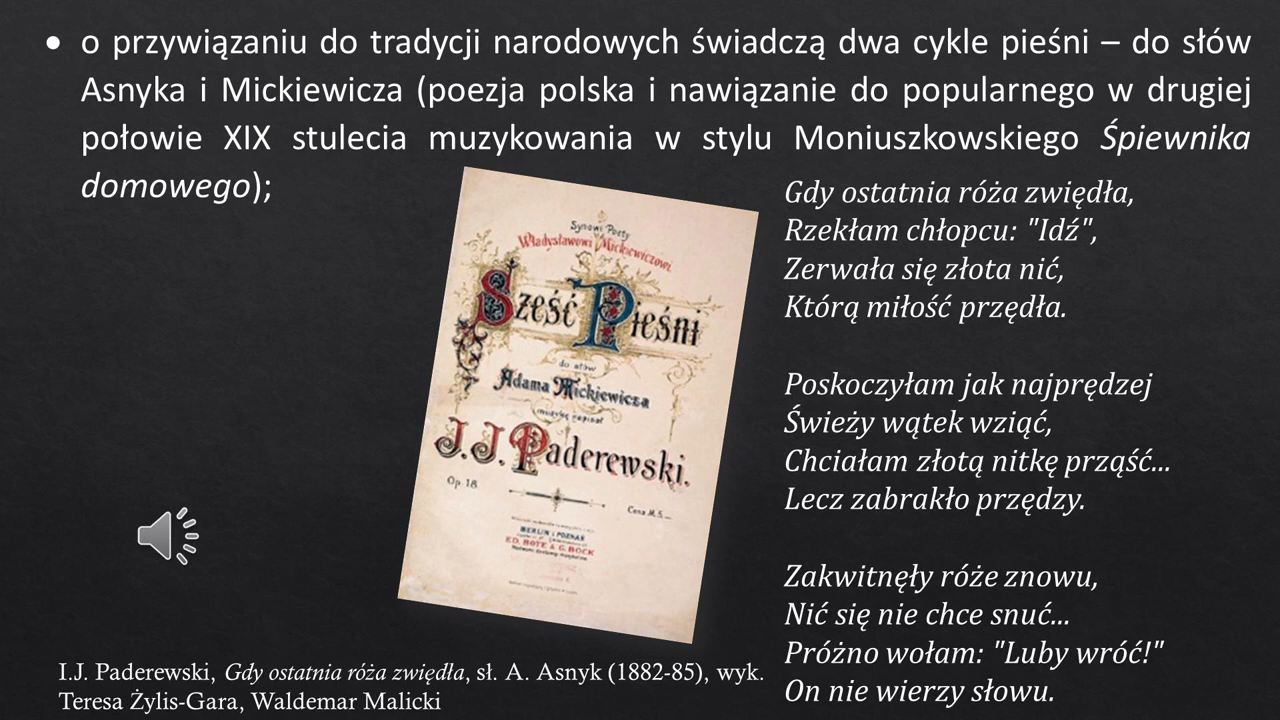 • o przywiązaniu do tradycji narodowych świadczą dwa cykle pieśni – do słów
Asnyka i Mickiewicza (poezja polska i nawiązanie do popularnego w drugiej
połowie XIX stulecia muzykowania w stylu Moniuszkowskiego Śpiewnika
domowego);
Synowi Poety
Władysławowi Mickiewiczowi
Sześć Pieśni
do słów
Adama Mickiewicza
muzykę napisał
J.J. Paderewski.
Op. 18
Cena M. 5.—
BERLIN i POZNAŃ
ED. BOTE & G. BOCK
Gdy ostatnia róża zwiędła,
Rzekłam chłopcu: "Idź",
Zerwała się złota nić,
Którą miłość przędła.
Poskoczyłam jak najprędzej
Świeży wątek wziąć,
Chciałam złotą nitkę prząść...
Lecz zabrakło przędzy.
Zakwitnęły róże znowu,
Nić się nie chce snuć...
Próżno wołam: "Luby wróć!"
On nie wierzy słowu.
I.J. Paderewski, Gdy ostatnia róża zwiędła, sł. A. Asnyk (1882-85), wyk.
Teresa Żylis-Gara, Waldemar Malicki